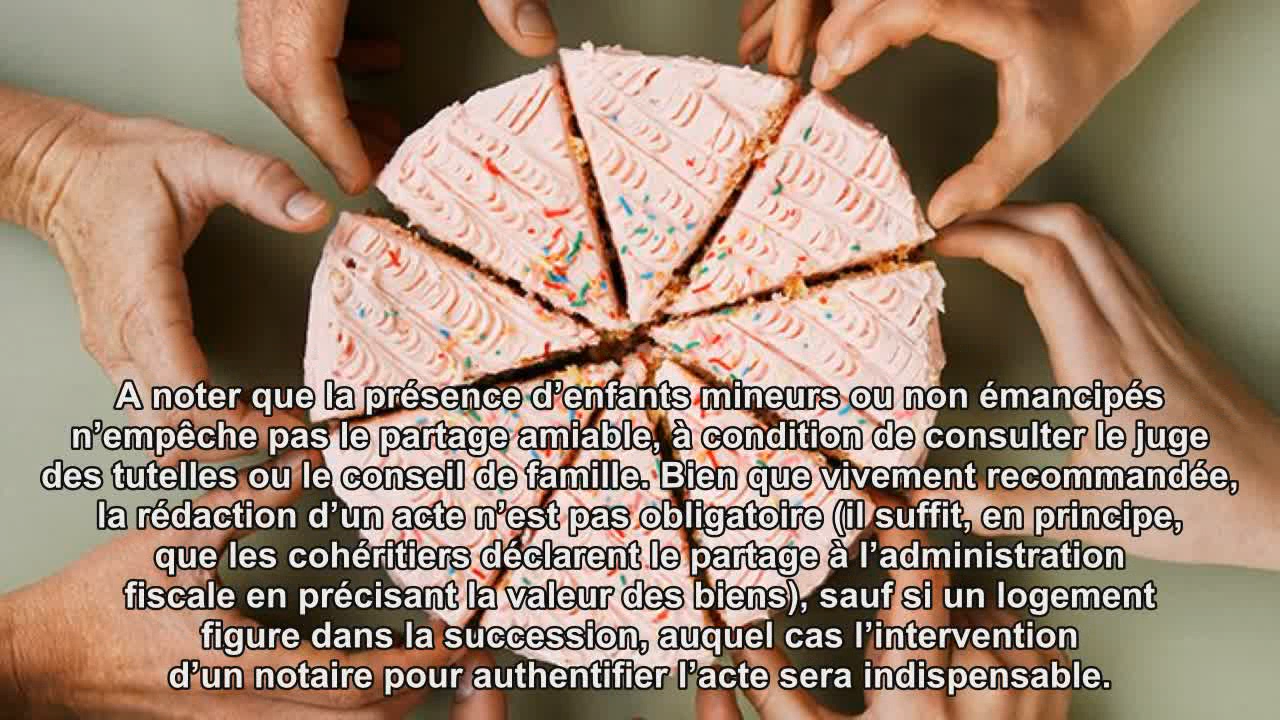 A noter que la présence d’enfants mineurs ou non émancipés
n’empêche pas le partage amiable, à condition de consulter le juge
des tutelles ou le conseil de famille. Bien que vivement recommandée,
la rédaction d’un acte n’est pas obligatoire (il suffit, en principe,
que les cohéritiers déclarent le partage à l’administration
fiscale en précisant la valeur des biens), sauf si un logement
figure dans la succession, auquel cas l’intervention
d’un notaire pour authentifier l’acte sera indispensable.